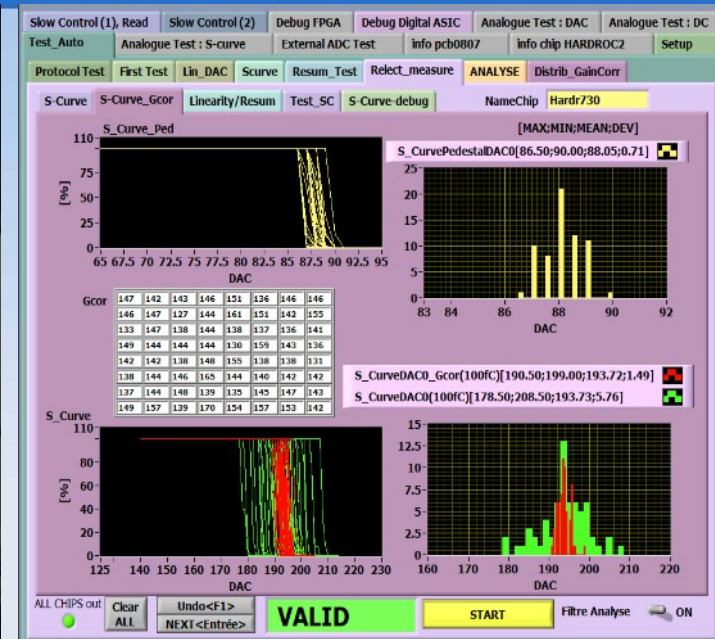 Slow Control (1), Read Slow Control (2) Debug FPGA Debug Digital ASIC Analogue Test : DAC Analogue Test : DC
Test_Auto Analogue Test : S-curve External ADC Test info pcb0807 info chip HARDROC2 Setup
Protocol Test First Test Lin_DAC Scurve Resum_Test Relect_measure ANALYSE Distrib_GainCorr
S-Curve S-Curve_Gcor Linearity/Resum Test_SC S-Curve-debug NameChip Hardr730
S_Curve_Ped
110
75
50
25
0
[%]
65 67.5 70 72.5 75 77.5 80 82.5 85 87.5 90 92.5 95
DAC
[MAX;MIN;MEAN;DEV]
S_CurvePedestalDAC0[86.50;90.00;88.05;0.71]
25
20
15
10
5
0
83 84 86 88 90 92
DAC
Gcor
147 142 143 146 151 136 146 146
146 147 127 144 161 151 142 155
133 147 138 144 138 137 136 141
149 144 144 144 130 159 143 136
142 142 138 148 155 138 138 131
138 144 146 165 144 140 142 142
137 144 148 139 135 145 147 143
149 157 139 170 154 157 153 142
S_CurveDAC0_Gcor(100fC)[190.50;199.00;193.72;1.49]
S_CurveDAC0(100fC)[178.50;208.50;193.73;5.76]
S_Curve
110
80
60
40
20
0
[%]
125 140 150 160 170 180 190 200 210 220 230
DAC
15
12.5
10
7.5
5
2.5
0
160 170 180 190 200 210 220
DAC
ALL CHIPS out Clear ALL Undo<F1> NEXT<Entrée> VALID START Filtre Analyse ON